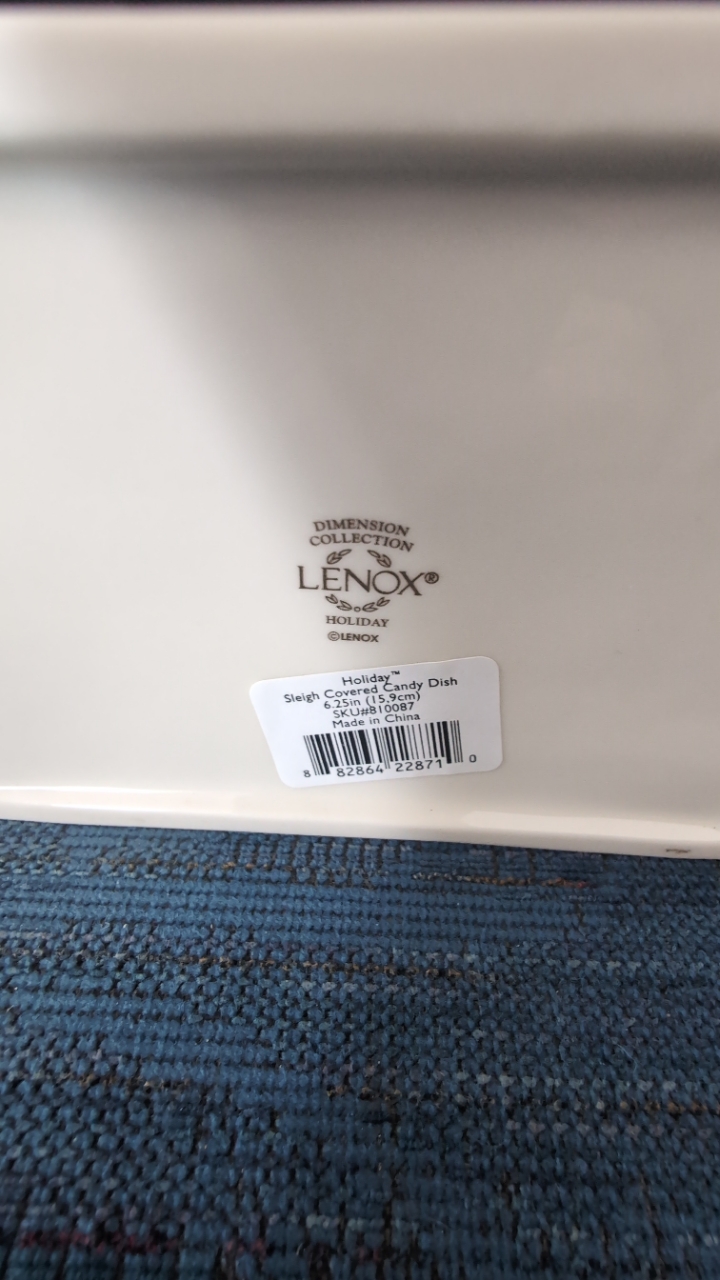 DIMENSION
COLLECTION
LENOX®
HOLIDAY
©LENOX
Holiday™
Sleigh Covered Candy Dish
6.25in (15.9cm)
SKU#810087
Made in China
8 82864 22871 0